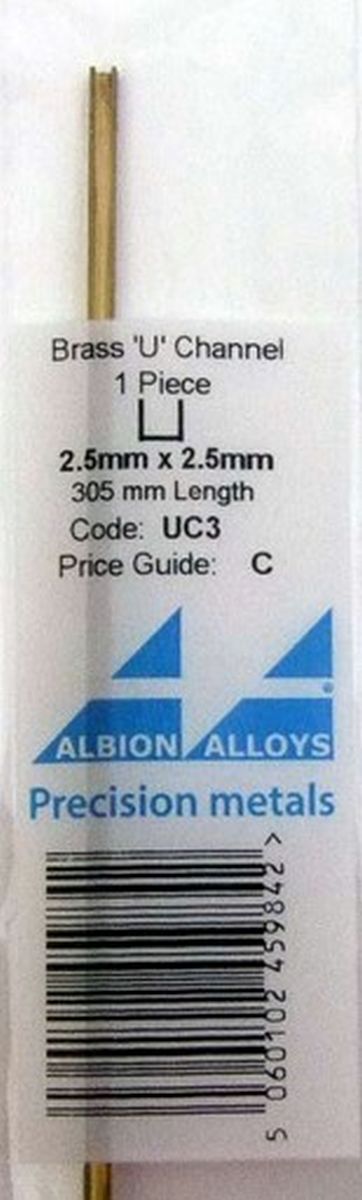 Brass 'U' Channel
1 Piece
2.5mm x 2.5mm
305 mm Length
Code: UC3
Price Guide: C
ALBION ALLOYS
Precision metals
5 060102 459842 >